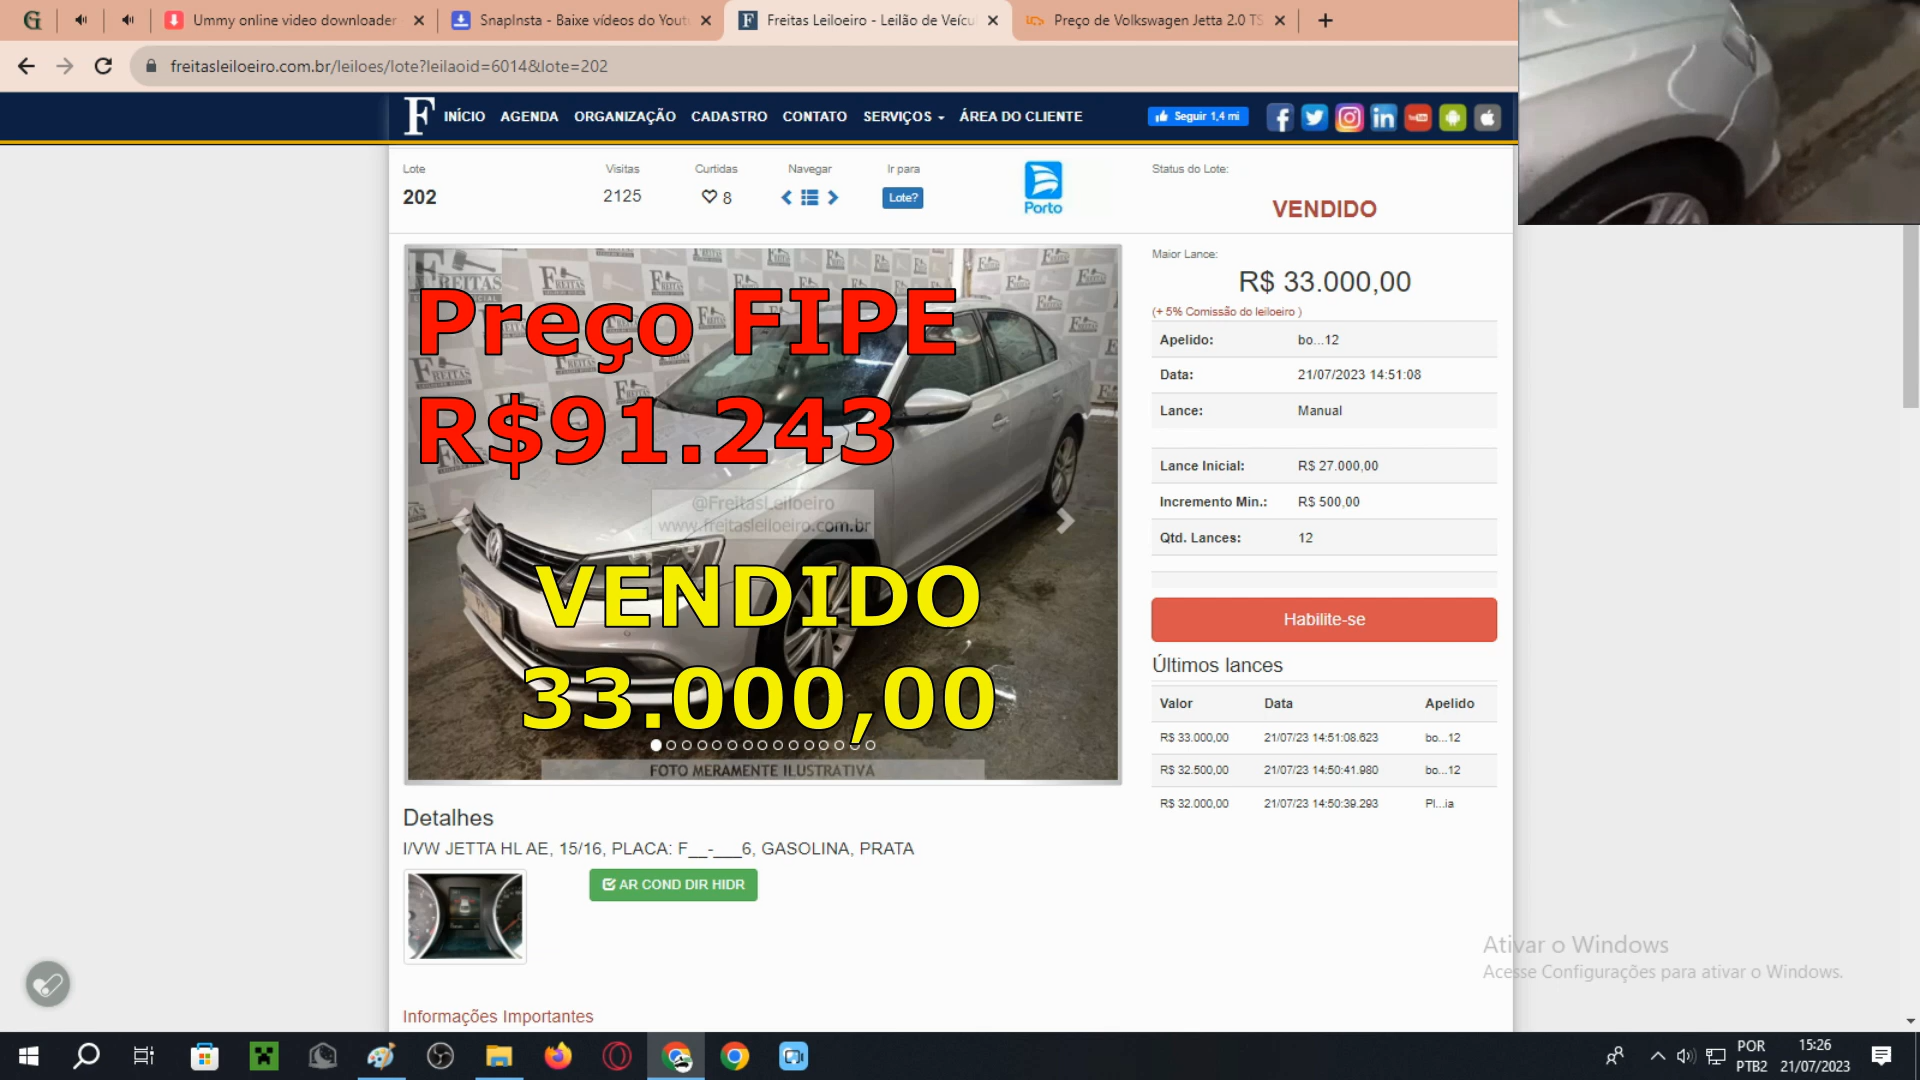 Ummy online video downloader
SnapInsta - Baixe vídeos do Yout
Freitas Leiloeiro - Leilão de Veícu
Preço de Volkswagen Jetta 2.0 TS
freitasleiloeiro.com.br/leiloes/lote?leilaoid=6014&lote=202
F INÍCIO AGENDA ORGANIZAÇÃO CADASTRO CONTATO SERVIÇOS ÁREA DO CLIENTE
Seguir 1,4 mi
Lote
202
Visitas
2125
Curtidas
8
Navegar
Ir para
Lote?
Porto
Status do Lote:
VENDIDO
FREITAS
Preço FIPE
R$91.243
@FreitasLeiloeiro
www.freitasleiloeiro.com.br
VENDIDO
33.000,00
FOTO MERAMENTE ILUSTRATIVA
Maior Lance:
R$ 33.000,00
(+ 5% Comissão do leiloeiro )
Apelido: bo...12
Data: 21/07/2023 14:51:08
Lance: Manual
Lance Inicial: R$ 27.000,00
Incremento Min.: R$ 500,00
Qtd. Lances: 12
Habilite-se
Últimos lances
Valor Data Apelido
R$ 33.000,00 21/07/23 14:51:08.623 bo...12
R$ 32.500,00 21/07/23 14:50:41.980 bo...12
R$ 32.000,00 21/07/23 14:50:39.293 Pl...ia
Detalhes
I/VW JETTA HL AE, 15/16, PLACA: F__-___6, GASOLINA, PRATA
AR COND DIR HIDR
Informações Importantes
Ativar o Windows
Acesse Configurações para ativar o Windows.
POR
PTB2
15:26
21/07/2023